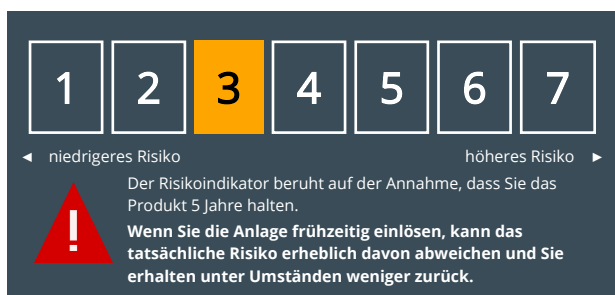 1 2 3 4 5 6 7
◄ niedrigeres Risiko höheres Risiko ►
!
Der Risikoindikator beruht auf der Annahme, dass Sie das
Produkt 5 Jahre halten.
Wenn Sie die Anlage frühzeitig einlösen, kann das
tatsächliche Risiko erheblich davon abweichen und Sie
erhalten unter Umständen weniger zurück.